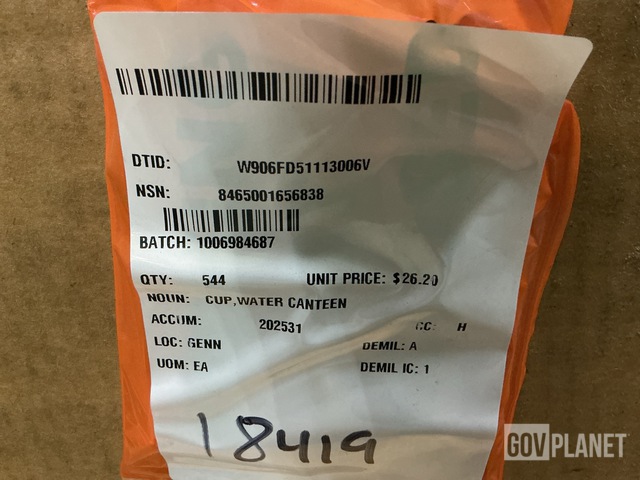 DTID: W906FD51113006V
NSN: 8465001656838
BATCH: 1006984687
QTY: 544 UNIT PRICE: $26.20
NOUN: CUP,WATER CANTEEN
ACCUM: 202531 CC: H
LOC: GENN DEMIL: A
UOM: EA DEMIL IC: 1
18419
GOVPLANET